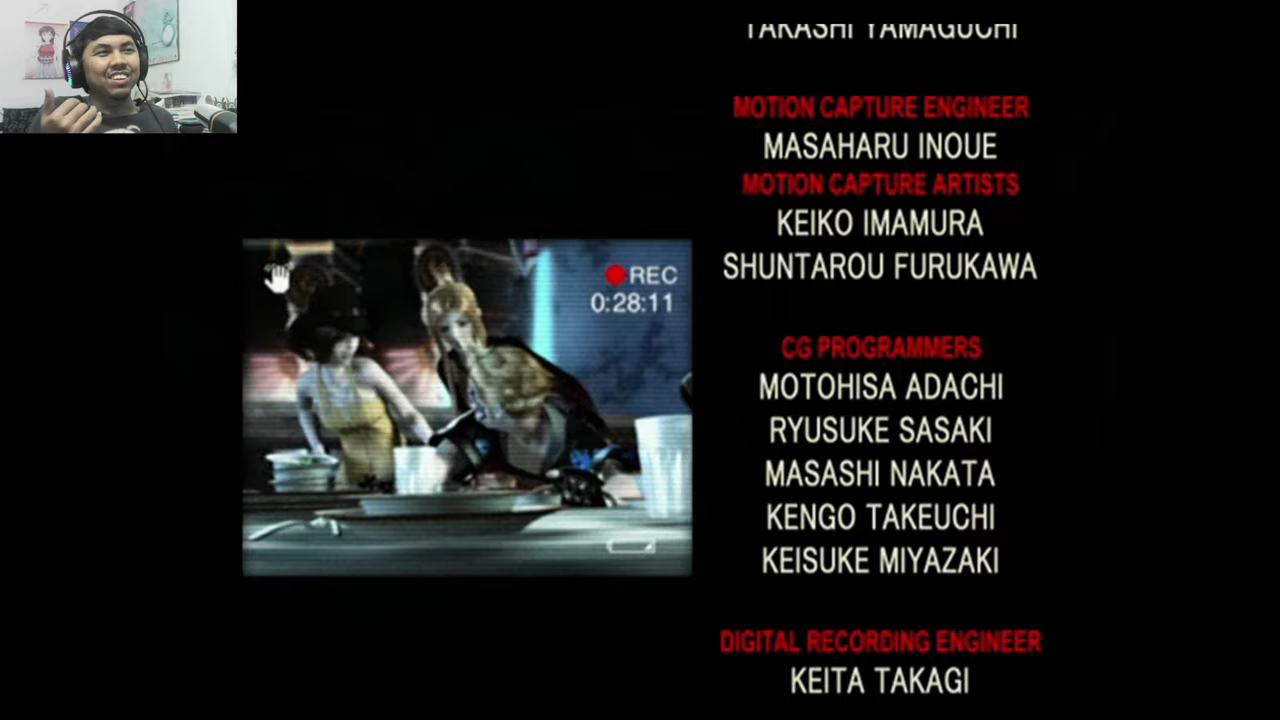 TAKASHI YAMAGUCHI
MOTION CAPTURE ENGINEER
MASAHARU INOUE
MOTION CAPTURE ARTISTS
KEIKO IMAMURA
SHUNTAROU FURUKAWA
REC
0:28:11
CG PROGRAMMERS
MOTOHISA ADACHI
RYUSUKE SASAKI
MASASHI NAKATA
KENGO TAKEUCHI
KEISUKE MIYAZAKI
DIGITAL RECORDING ENGINEER
KEITA TAKAGI